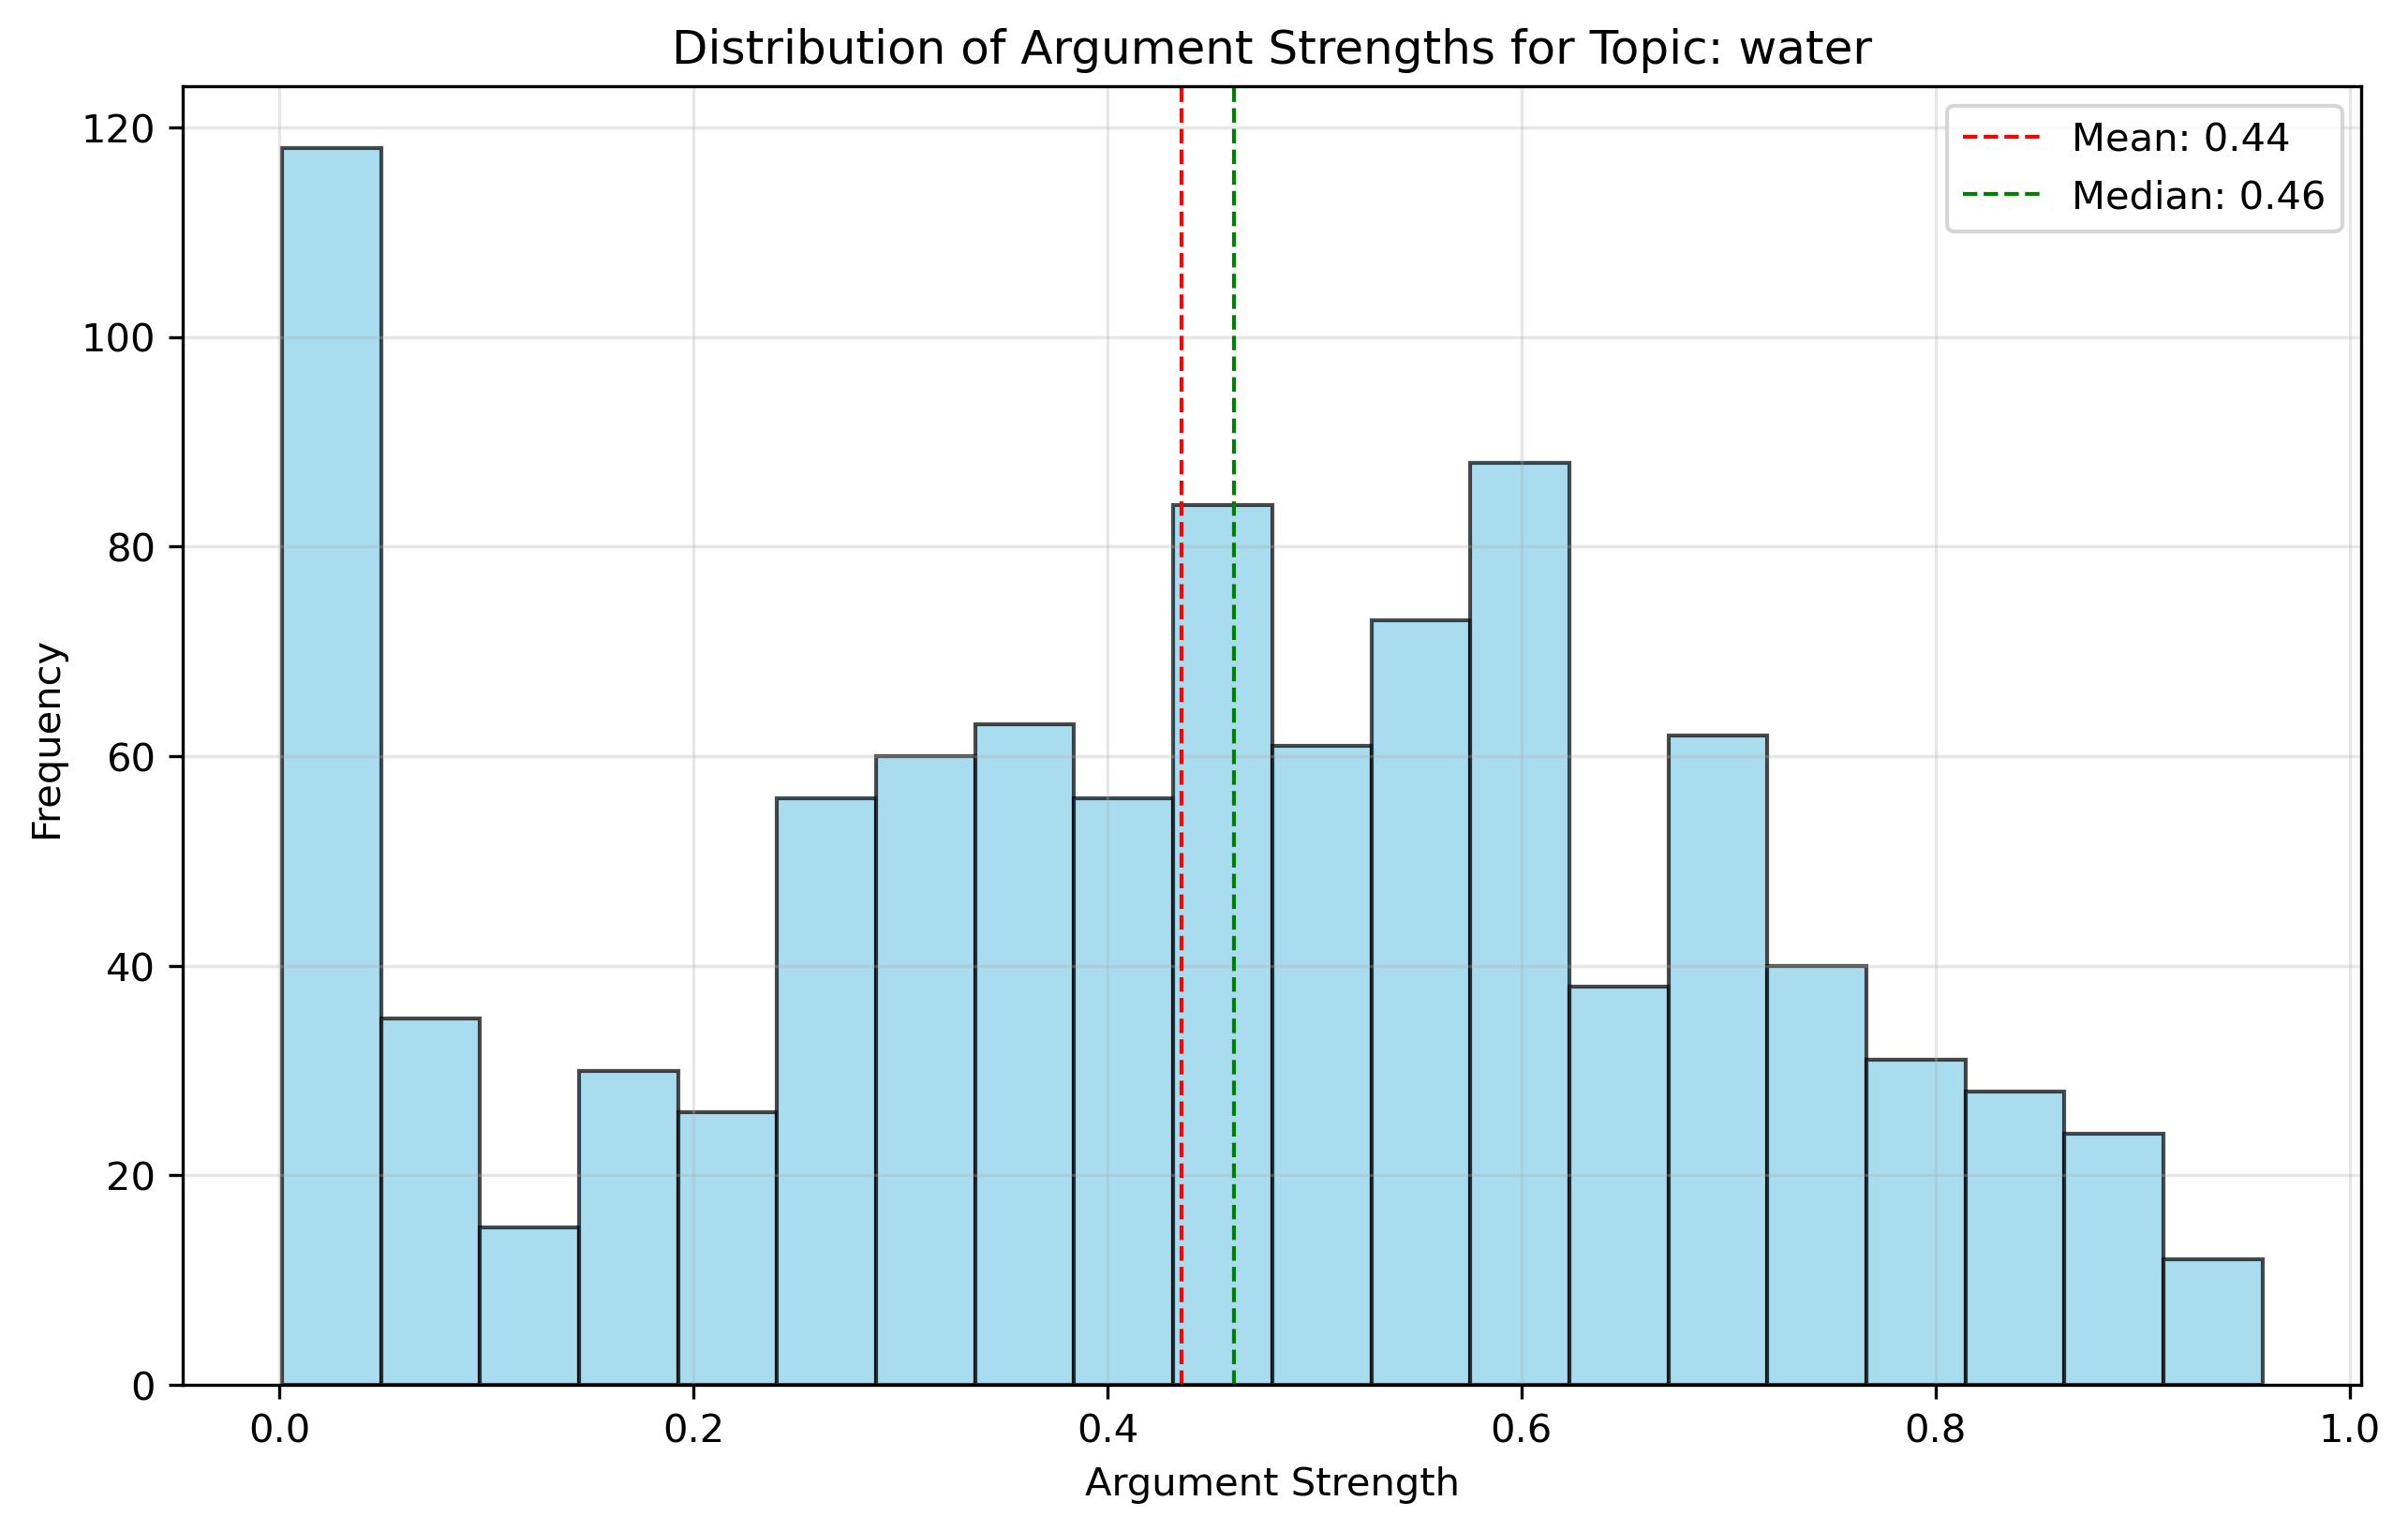 Distribution of Argument Strengths for Topic: water
120
100
80
60
40
20
0
Frequency
Mean: 0.44
Median: 0.46
0.0 0.2 0.4 0.6 0.8 1.0
Argument Strength